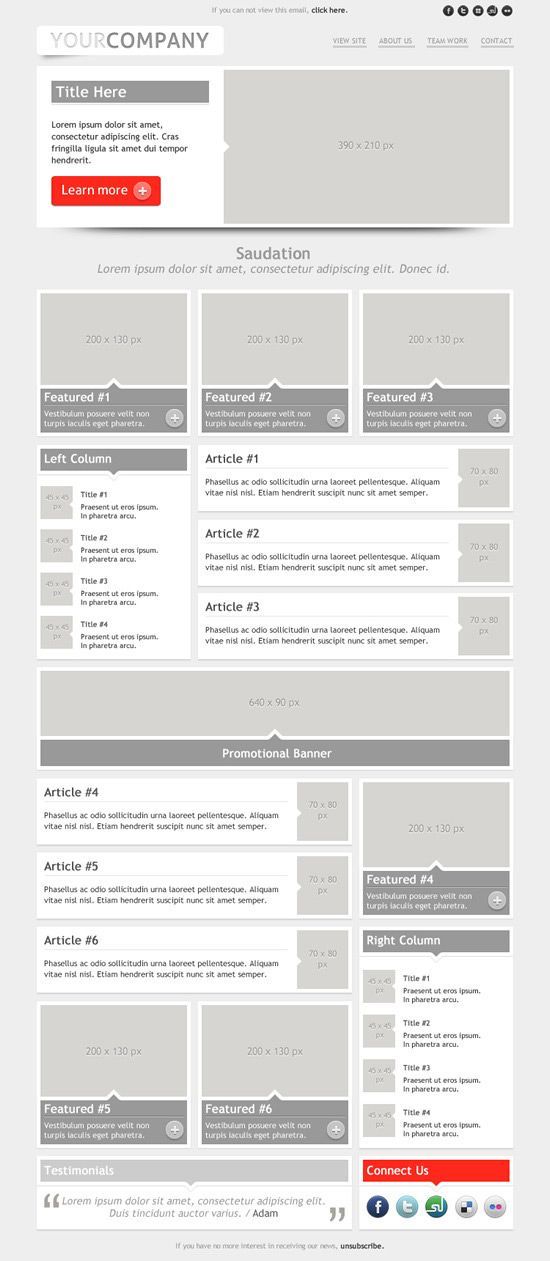 If you can not view this email, click here.
YOURCOMPANY
VIEW SITE ABOUT US TEAM WORK CONTACT
Title Here
Lorem ipsum dolor sit amet,
consectetur adipiscing elit. Cras
fringilla ligula sit amet dui tempor
hendrerit.
Learn more
390 x 210 px
Saudation
Lorem ipsum dolor sit amet, consectetur adipiscing elit. Donec id.
200 x 130 px
Featured #1
Vestibulum posuere velit non
turpis iaculis eget pharetra.
200 x 130 px
Featured #2
Vestibulum posuere velit non
turpis iaculis eget pharetra.
200 x 130 px
Featured #3
Vestibulum posuere velit non
turpis iaculis eget pharetra.
Left Column
45 x 45
px
Title #1
Praesent ut eros ipsum.
In pharetra arcu.
45 x 45
px
Title #2
Praesent ut eros ipsum.
In pharetra arcu.
45 x 45
px
Title #3
Praesent ut eros ipsum.
In pharetra arcu.
45 x 45
px
Title #4
Praesent ut eros ipsum.
In pharetra arcu.
Article #1
Phasellus ac odio sollicitudin urna laoreet pellentesque. Aliquam
vitae nisl nisl. Etiam hendrerit suscipit nunc sit amet semper.
70 x 80
px
Article #2
Phasellus ac odio sollicitudin urna laoreet pellentesque. Aliquam
vitae nisl nisl. Etiam hendrerit suscipit nunc sit amet semper.
70 x 80
px
Article #3
Phasellus ac odio sollicitudin urna laoreet pellentesque. Aliquam
vitae nisl nisl. Etiam hendrerit suscipit nunc sit amet semper.
70 x 80
px
640 x 90 px
Promotional Banner
Article #4
Phasellus ac odio sollicitudin urna laoreet pellentesque. Aliquam
vitae nisl nisl. Etiam hendrerit suscipit nunc sit amet semper.
70 x 80
px
Article #5
Phasellus ac odio sollicitudin urna laoreet pellentesque. Aliquam
vitae nisl nisl. Etiam hendrerit suscipit nunc sit amet semper.
70 x 80
px
Article #6
Phasellus ac odio sollicitudin urna laoreet pellentesque. Aliquam
vitae nisl nisl. Etiam hendrerit suscipit nunc sit amet semper.
70 x 80
px
200 x 130 px
Featured #4
Vestibulum posuere velit non
turpis iaculis eget pharetra.
Right Column
45 x 45
px
Title #1
Praesent ut eros ipsum.
In pharetra arcu.
45 x 45
px
Title #2
Praesent ut eros ipsum.
In pharetra arcu.
45 x 45
px
Title #3
Praesent ut eros ipsum.
In pharetra arcu.
45 x 45
px
Title #4
Praesent ut eros ipsum.
In pharetra arcu.
200 x 130 px
Featured #5
Vestibulum posuere velit non
turpis iaculis eget pharetra.
200 x 130 px
Featured #6
Vestibulum posuere velit non
turpis iaculis eget pharetra.
Testimonials
“Lorem ipsum dolor sit amet, consectetur adipiscing elit.
Duis tincidunt auctor varius. / Adam”
Connect Us
If you have no more interest in receiving our news, unsubscribe.